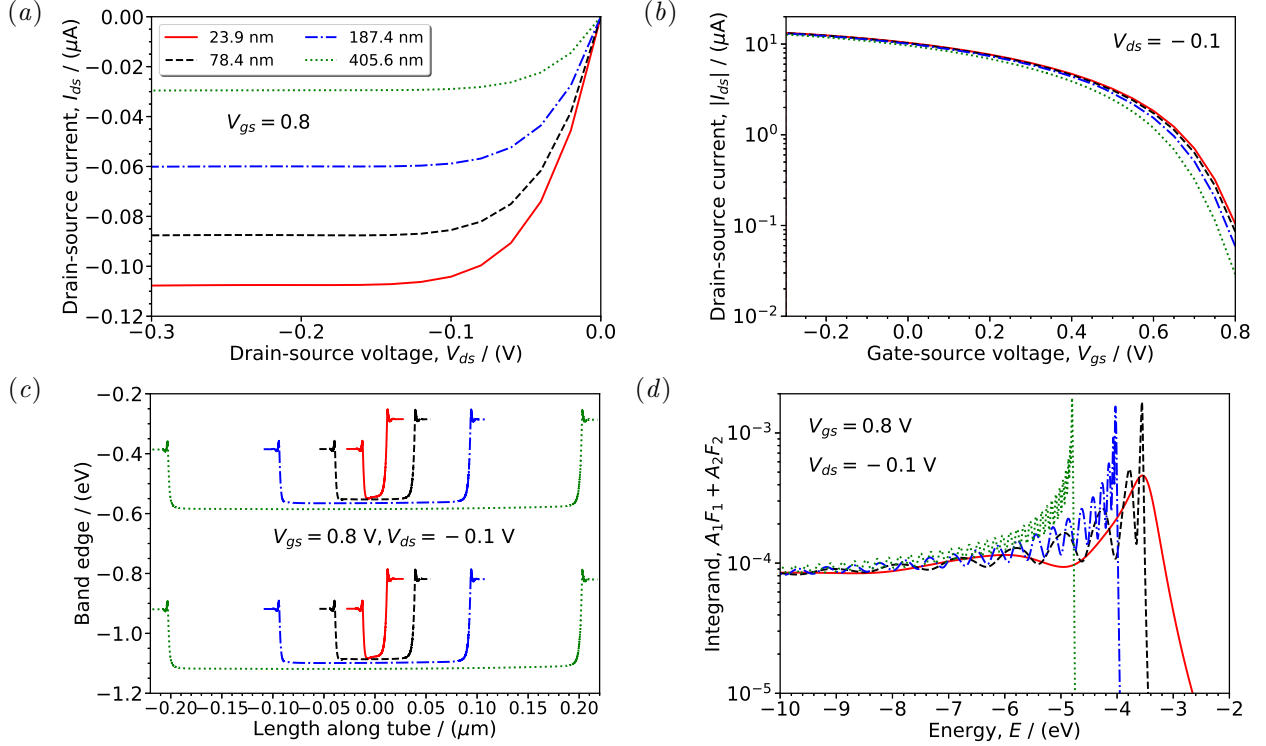 (a)
Drain-source current, I_ds / (μA)
0.00
−0.02
−0.04
−0.06
−0.08
−0.10
−0.12
23.9 nm
78.4 nm
187.4 nm
405.6 nm
V_gs = 0.8
−0.3
−0.2
−0.1
0.0
Drain-source voltage, V_ds / (V)
(b)
Drain-source current, |I_ds| / (μA)
10^1
10^0
10^−1
10^−2
V_ds = −0.1
−0.2
0.0
0.2
0.4
0.6
0.8
Gate-source voltage, V_gs / (V)
(c)
Band edge / (eV)
−0.2
−0.4
−0.6
−0.8
−1.0
−1.2
V_gs = 0.8 V, V_ds = −0.1 V
−0.20
−0.15
−0.10
−0.05
0.00
0.05
0.10
0.15
0.20
Length along tube / (μm)
(d)
Integrand, A_1F_1 + A_2F_2
10^−3
10^−4
10^−5
V_gs = 0.8 V
V_ds = −0.1 V
−10
−9
−8
−7
−6
−5
−4
−3
−2
Energy, E / (eV)